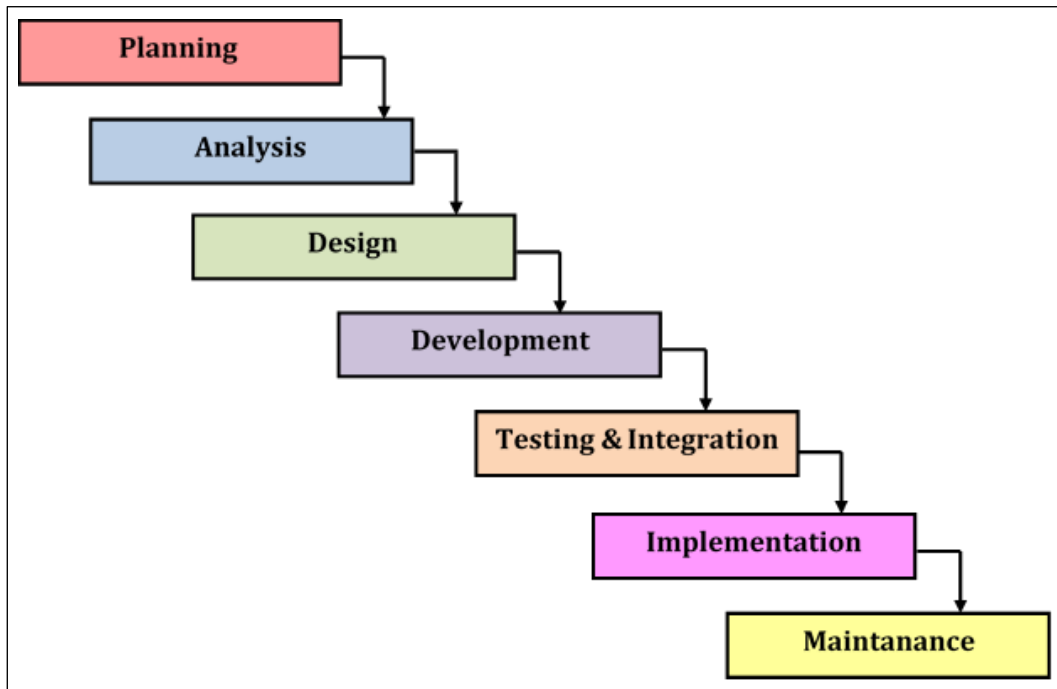 Planning
Analysis
Design
Development
Testing & Integration
Implementation
Maintanance